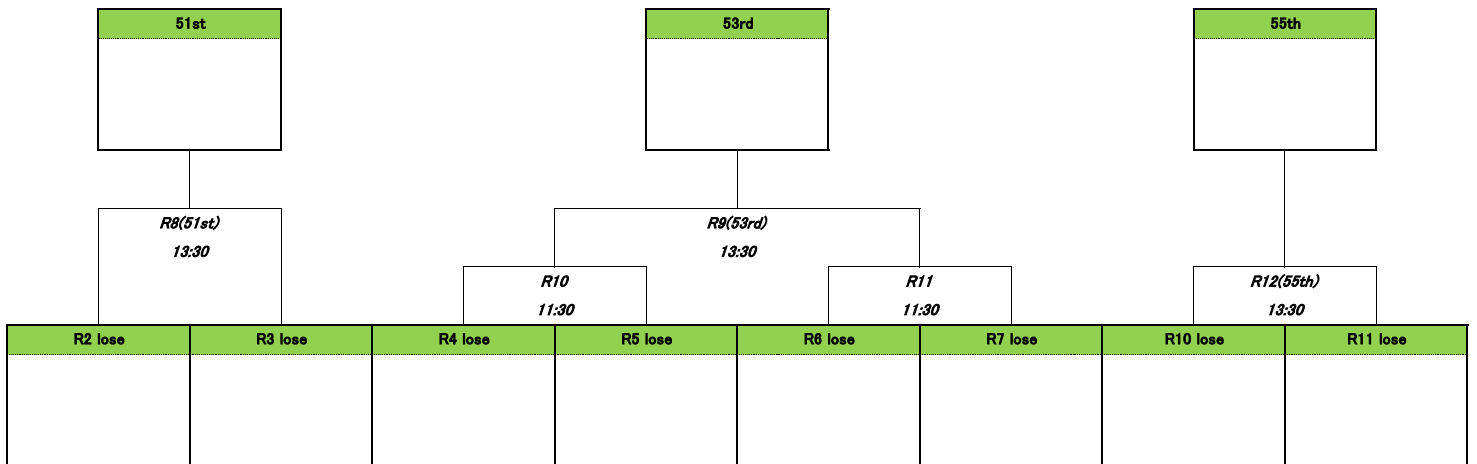 51st
53rd
55th
R8(51st)
13:30
R9(53rd)
13:30
R10
11:30
R11
11:30
R12(55th)
13:30
R2 lose
R3 lose
R4 lose
R5 lose
R6 lose
R7 lose
R10 lose
R11 lose